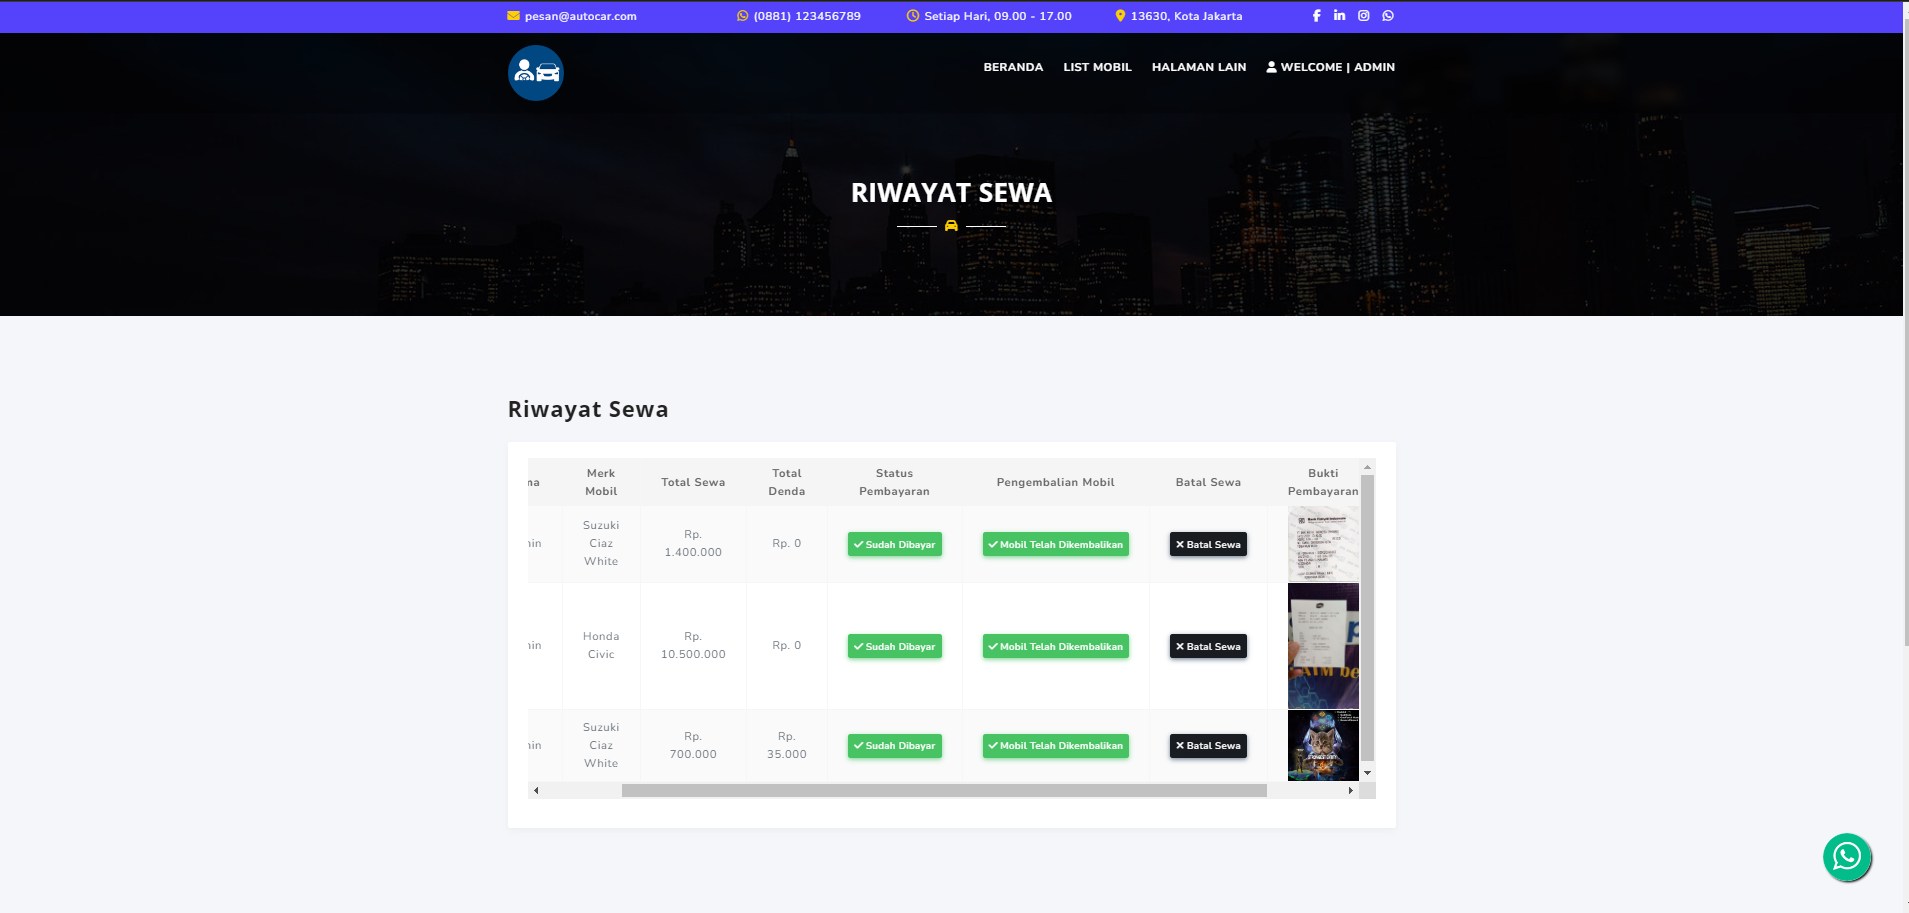 pesan@autocar.com
(0881) 123456789
Setiap Hari, 09.00 - 17.00
13630, Kota Jakarta
BERANDA
LIST MOBIL
HALAMAN LAIN
WELCOME | ADMIN
RIWAYAT SEWA
Riwayat Sewa
na
Merk
Mobil
Total Sewa
Total
Denda
Status
Pembayaran
Pengembalian Mobil
Batal Sewa
Bukti
Pembayaran
nin
Suzuki
Ciaz
White
Rp.
1.400.000
Rp. 0
Sudah Dibayar
Mobil Telah Dikembalikan
Batal Sewa
nin
Honda
Civic
Rp.
10.500.000
Rp. 0
Sudah Dibayar
Mobil Telah Dikembalikan
Batal Sewa
nin
Suzuki
Ciaz
White
Rp.
700.000
Rp.
35.000
Sudah Dibayar
Mobil Telah Dikembalikan
Batal Sewa